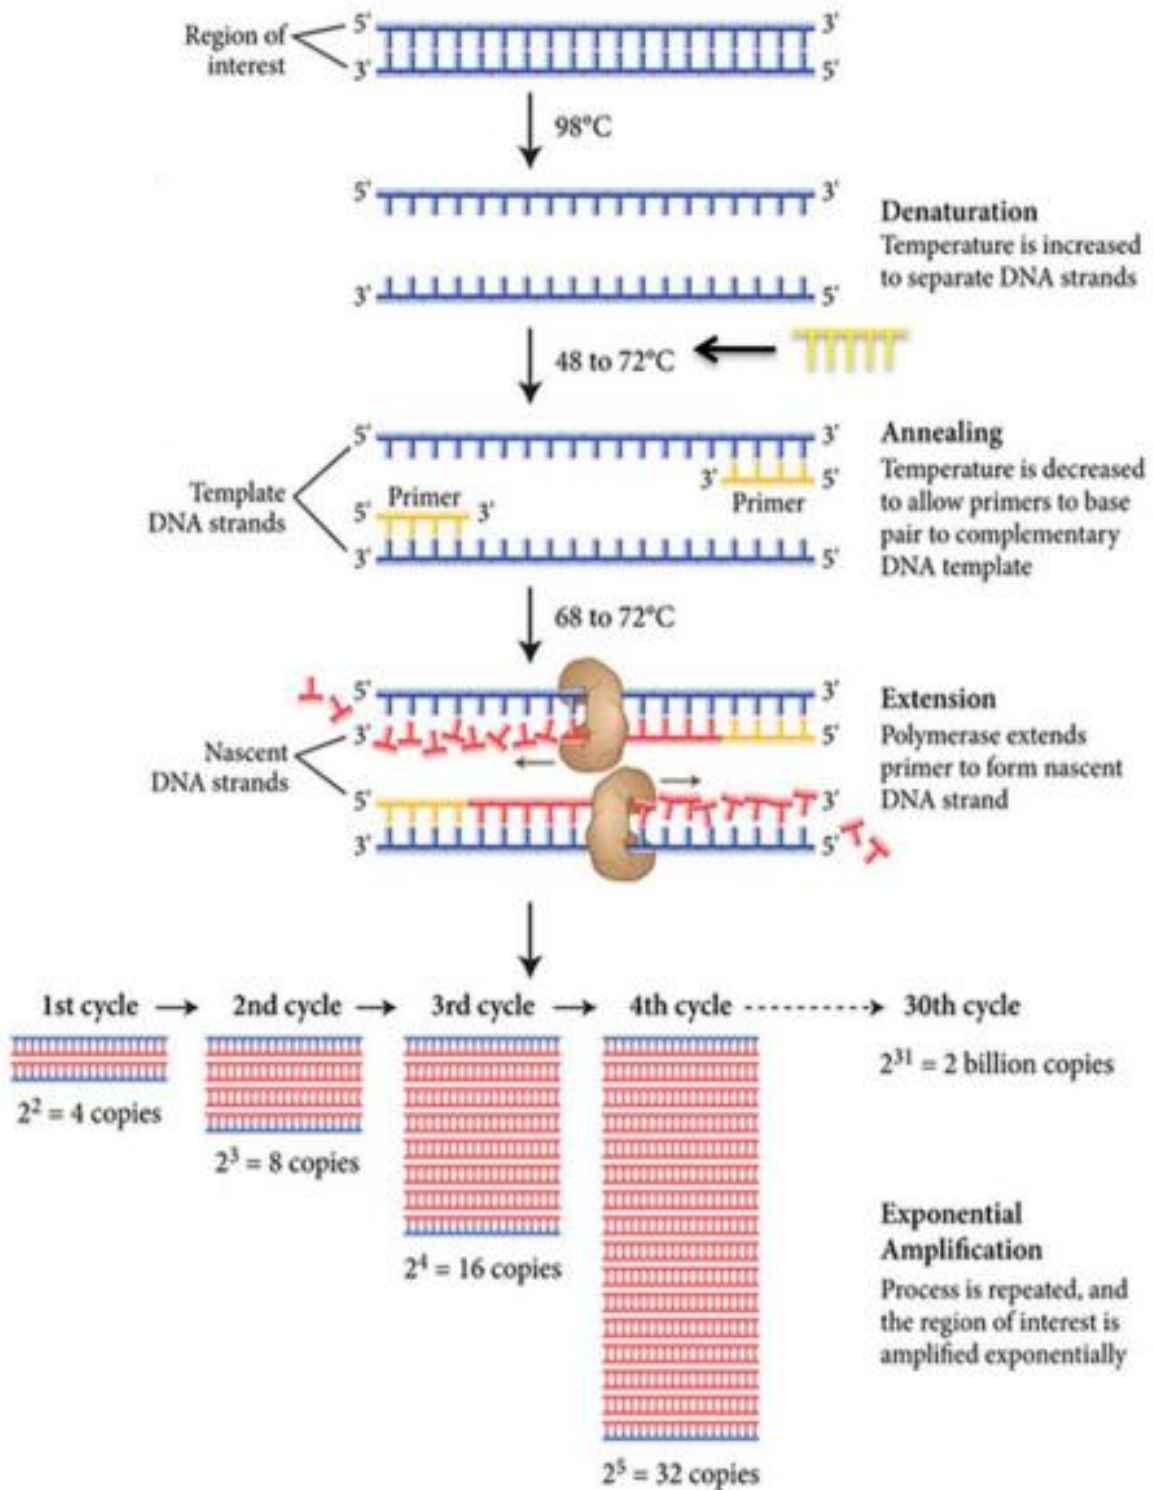 Region of
interest
5' 3'
3' 5'
98°C
5' 3'
3' 5'
Denaturation
Temperature is increased
to separate DNA strands
48 to 72°C
Template
DNA strands
5' 3'
3' 5'
Primer
Primer
5' 3'
3' 5'
Annealing
Temperature is decreased
to allow primers to base
pair to complementary
DNA template
68 to 72°C
Nascent
DNA strands
5' 3'
3' 5'
5' 3'
3' 5'
Extension
Polymerase extends
primer to form nascent
DNA strand
1st cycle 2nd cycle 3rd cycle 4th cycle 30th cycle
2² = 4 copies
2³ = 8 copies
2⁴ = 16 copies
2⁵ = 32 copies
2³¹ = 2 billion copies
Exponential
Amplification
Process is repeated, and
the region of interest is
amplified exponentially